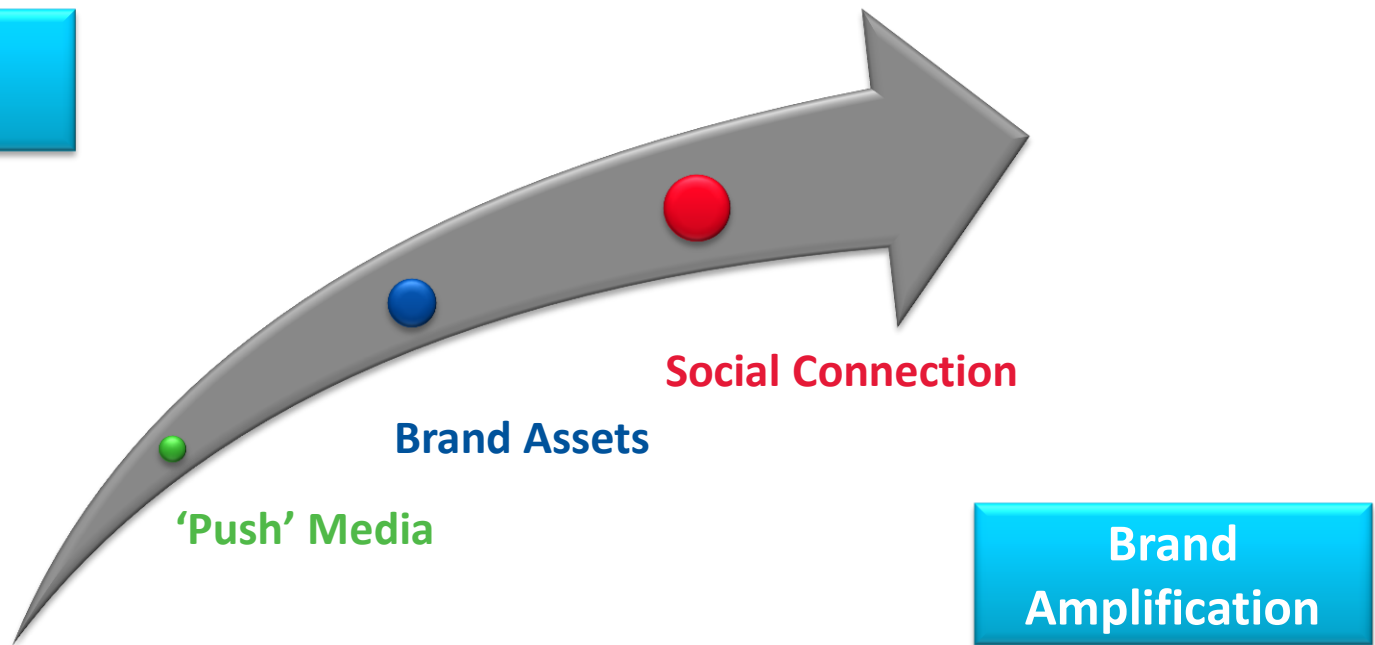 Social Connection
Brand Assets
‘Push’ Media
Brand
Amplification